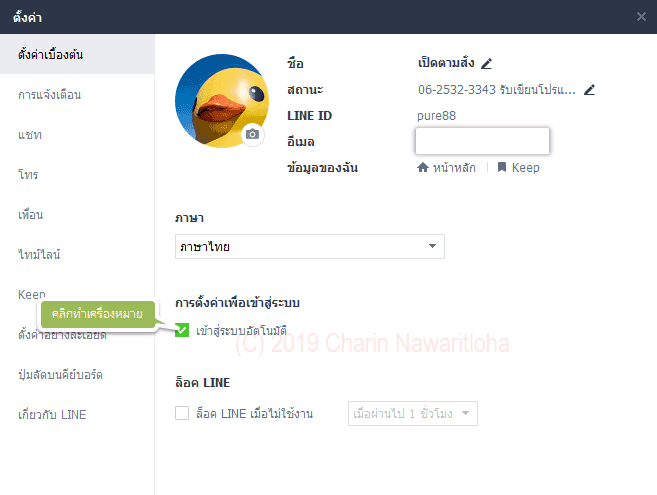 ตั้งค่า
ตั้งค่าเบื้องต้น
การแจ้งเตือน
แชท
โทร
เพื่อน
ไทม์ไลน์
Keep
ตั้งค่าอย่างละเอียด
ปุ่มลัดบนคีย์บอร์ด
เกี่ยวกับ LINE
ชื่อ เป็ดตามสั่ง
สถานะ 06-2532-3343 รับเขียนโปรแ...
LINE ID pure88
อีเมล
ข้อมูลของฉัน หน้าหลัก Keep
ภาษา
ภาษาไทย
การตั้งค่าเพื่อเข้าสู่ระบบ
คลิกทำเครื่องหมาย
เข้าสู่ระบบอัตโนมัติ
(C) 2019 Charin Nawaritloha
ล็อค LINE
ล็อค LINE เมื่อไม่ใช้งาน เมื่อผ่านไป 1 ชั่วโมง